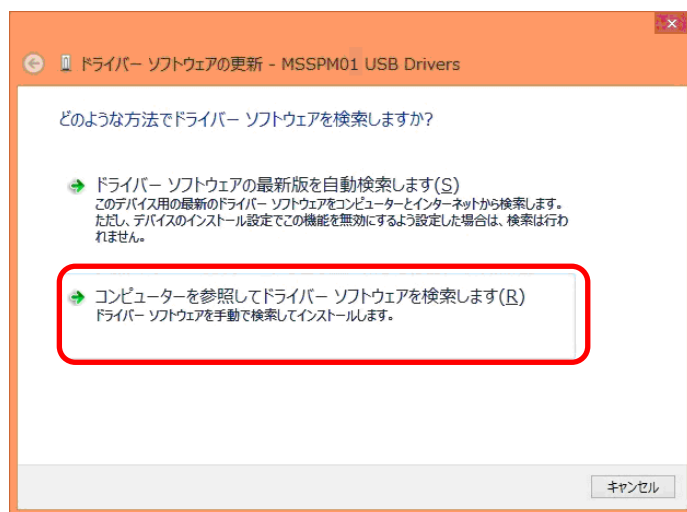 ドライバー ソフトウェアの更新 - MSSPM01 USB Drivers
どのような方法でドライバー ソフトウェアを検索しますか?
ドライバー ソフトウェアの最新版を自動検索します(S)
このデバイス用の最新のドライバー ソフトウェアをコンピューターとインターネットから検索します。
ただし、デバイスのインストール設定でこの機能を無効にするよう設定した場合は、検索は行わ
れません。
コンピューターを参照してドライバー ソフトウェアを検索します(R)
ドライバー ソフトウェアを手動で検索してインストールします。
キャンセル